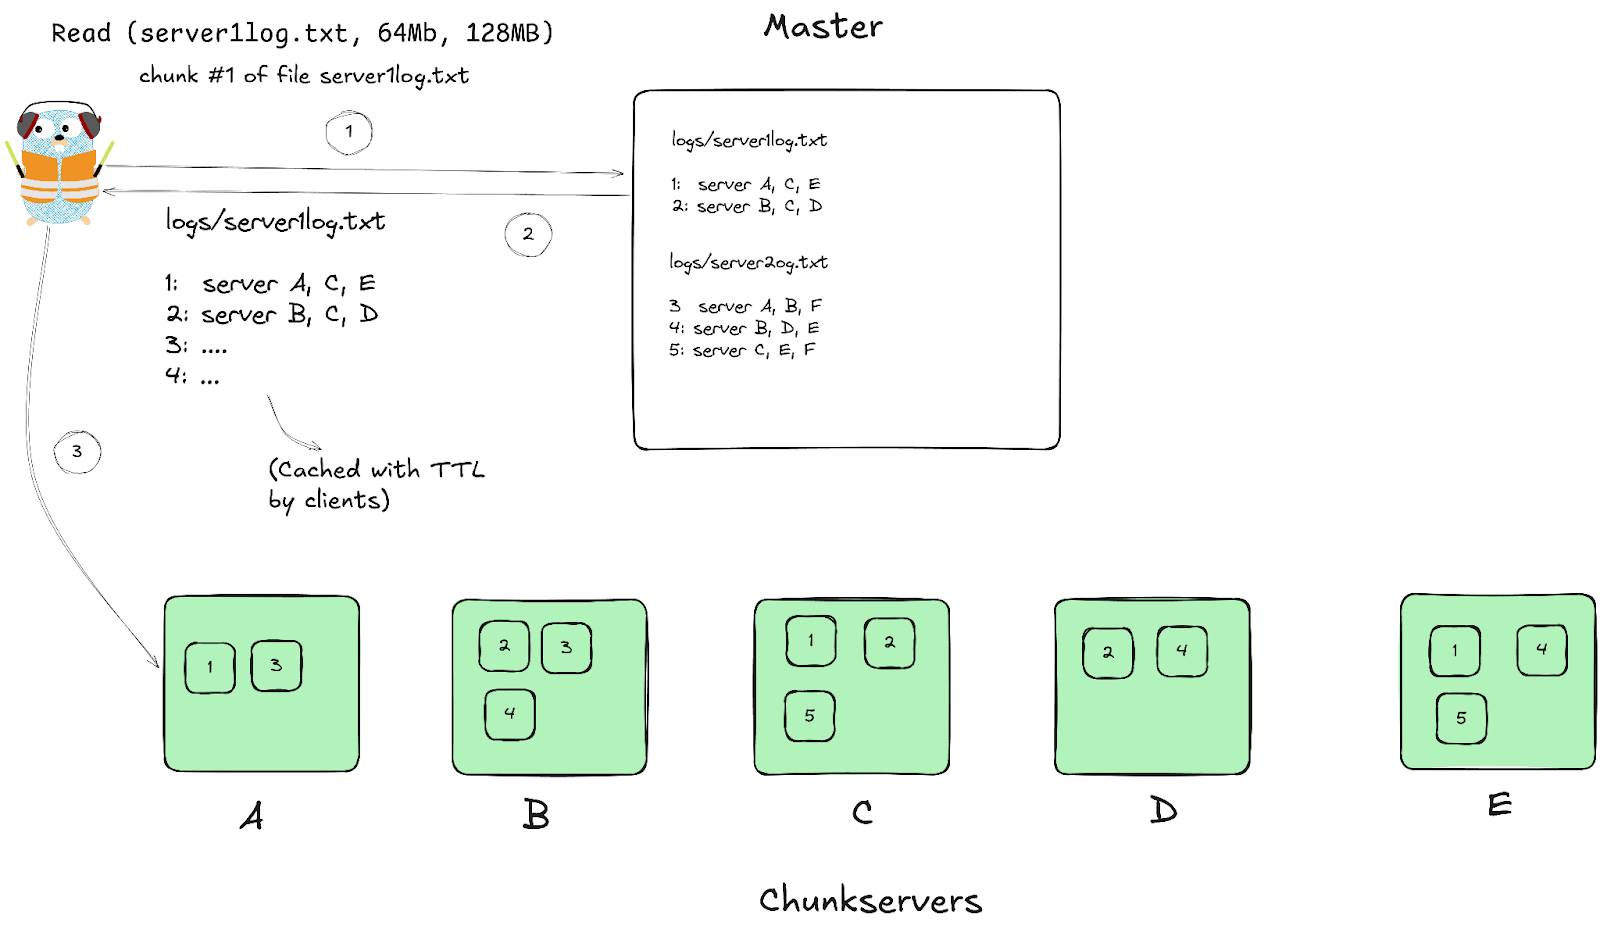 Read (server1log.txt, 64Mb, 128MB)
chunk #1 of file server1log.txt
Master
1
2
3
logs/server1log.txt
1: server A, C, E
2: server B, C, D
3: ....
4: ...
(Cached with TTL
by clients)
logs/server1log.txt
1: server A, C, E
2: server B, C, D
logs/server2og.txt
3 server A, B, F
4: server B, D, E
5: server C, E, F
1 3
A
2 3
4
B
1 2
5
C
2 4
D
1 4
5
E
Chunkservers